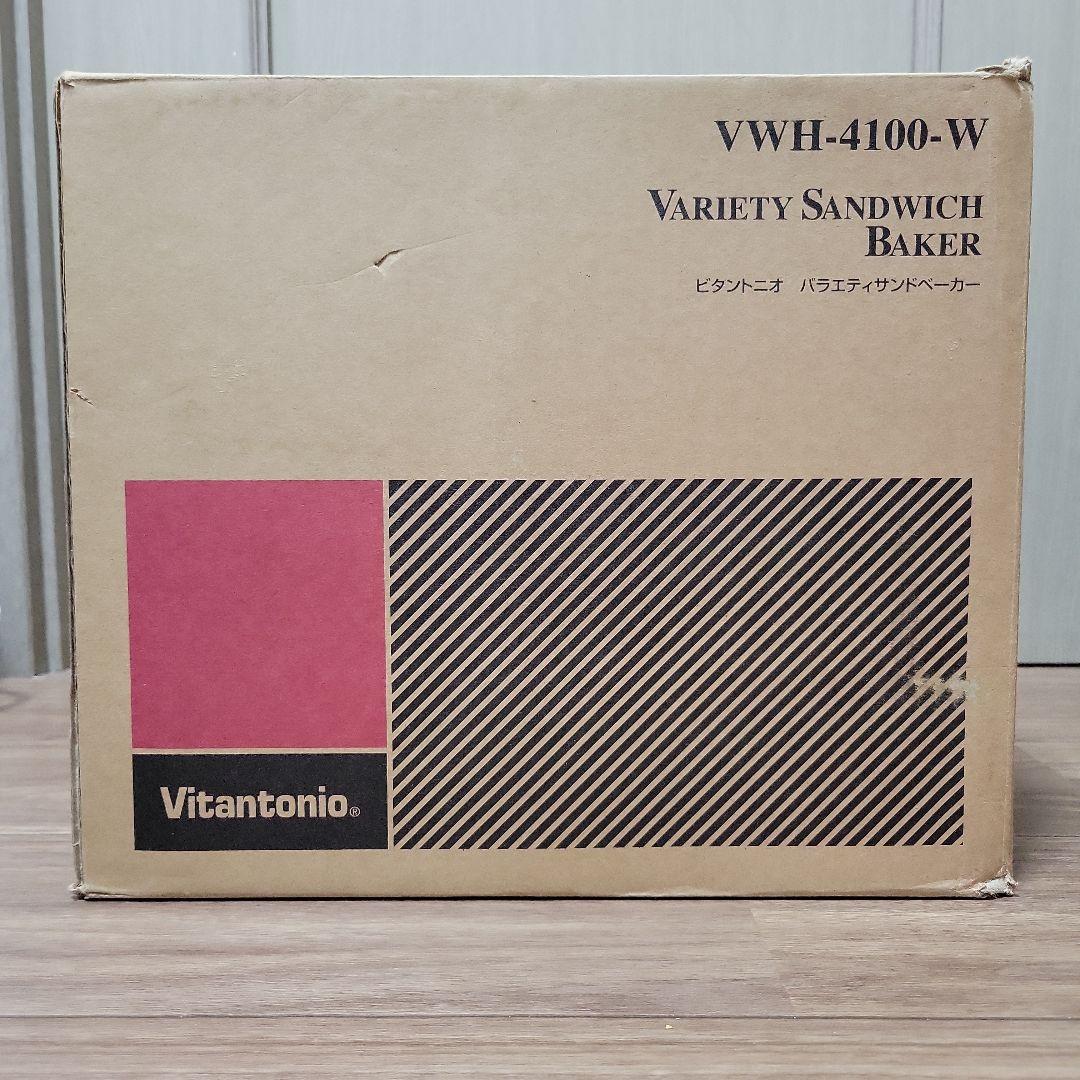 VWH-4100-W
VARIETY SANDWICH
BAKER
ビタントニオ バラエティサンドベーカー
Vitantonio®